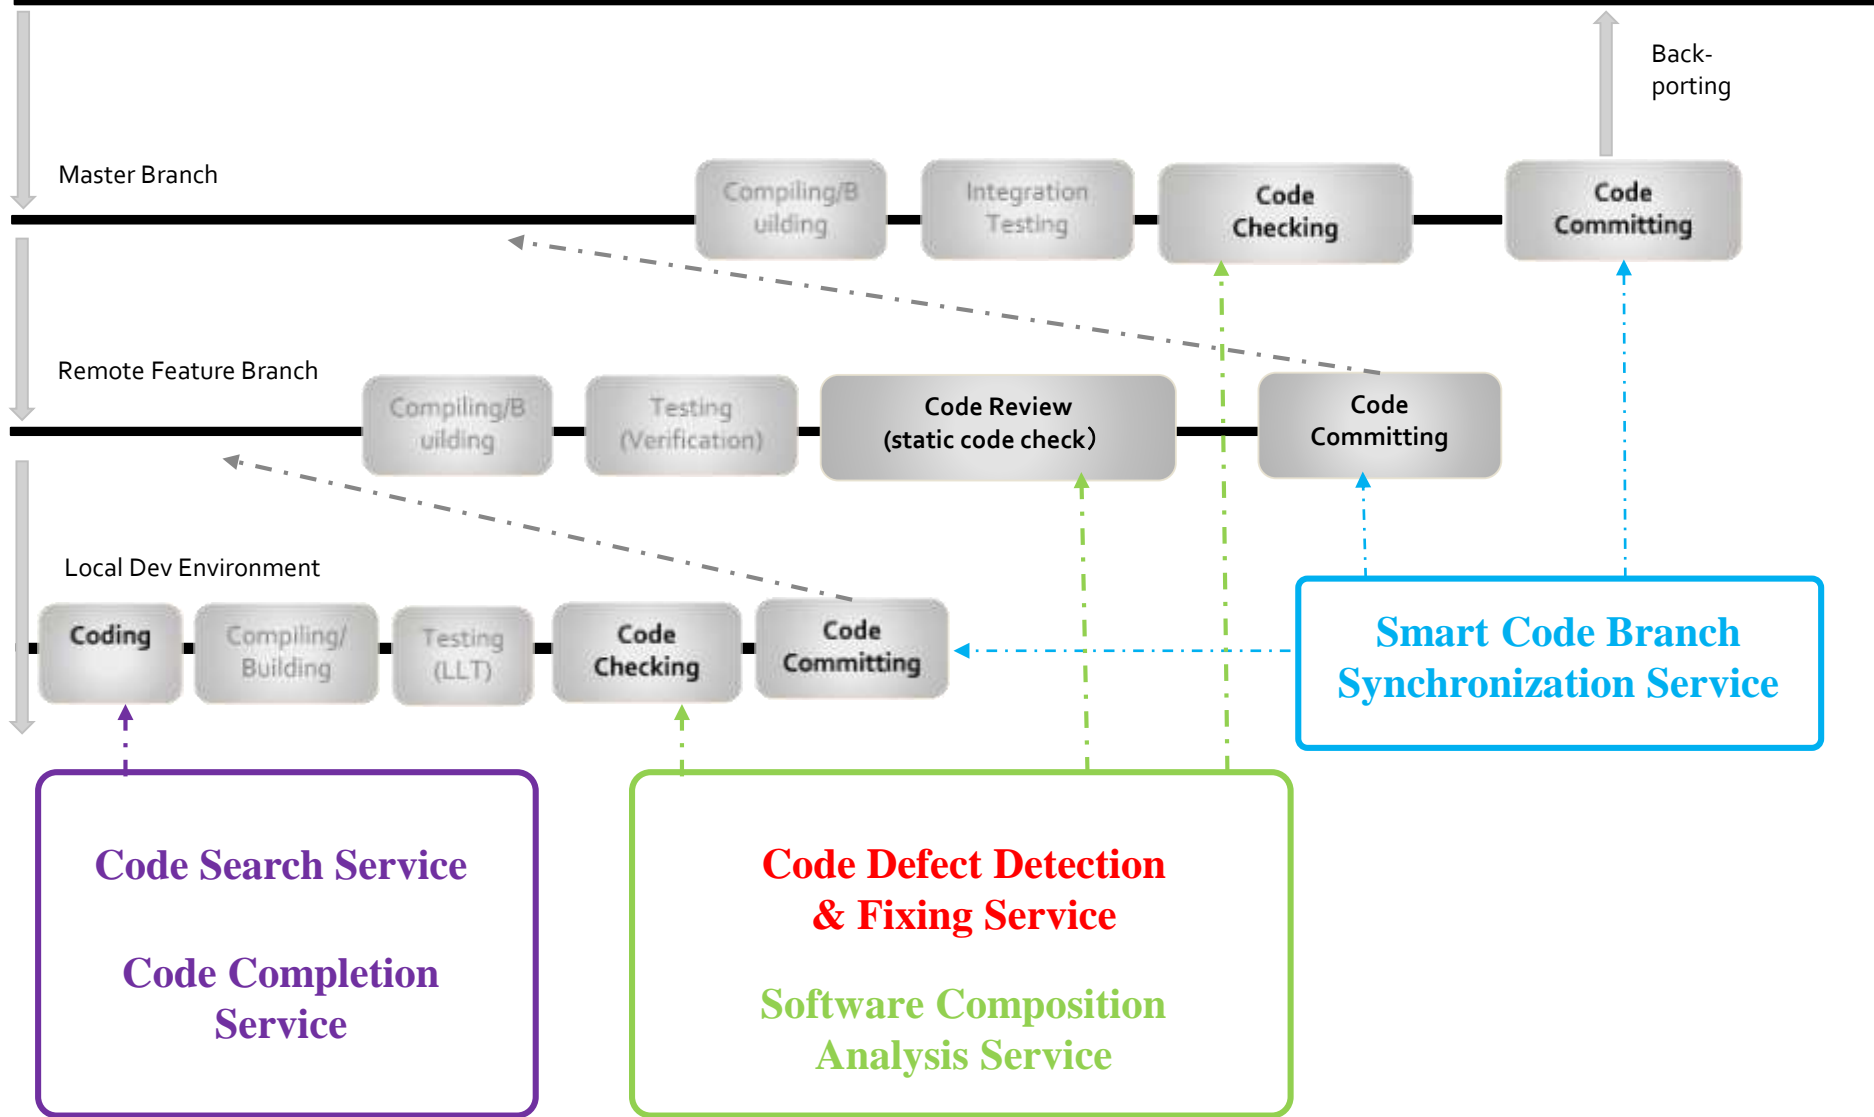 Back-
porting
Master Branch
Compiling/B
uilding
Integration
Testing
Code
Checking
Code
Committing
Remote Feature Branch
Compiling/B
uilding
Testing
(Verification)
Code Review
(static code check）
Code
Committing
Local Dev Environment
Coding
Compiling/
Building
Testing
(LLT)
Code
Checking
Code
Committing
Smart Code Branch
Synchronization Service
Code Search Service
Code Completion
Service
Code Defect Detection
& Fixing Service
Software Composition
Analysis Service